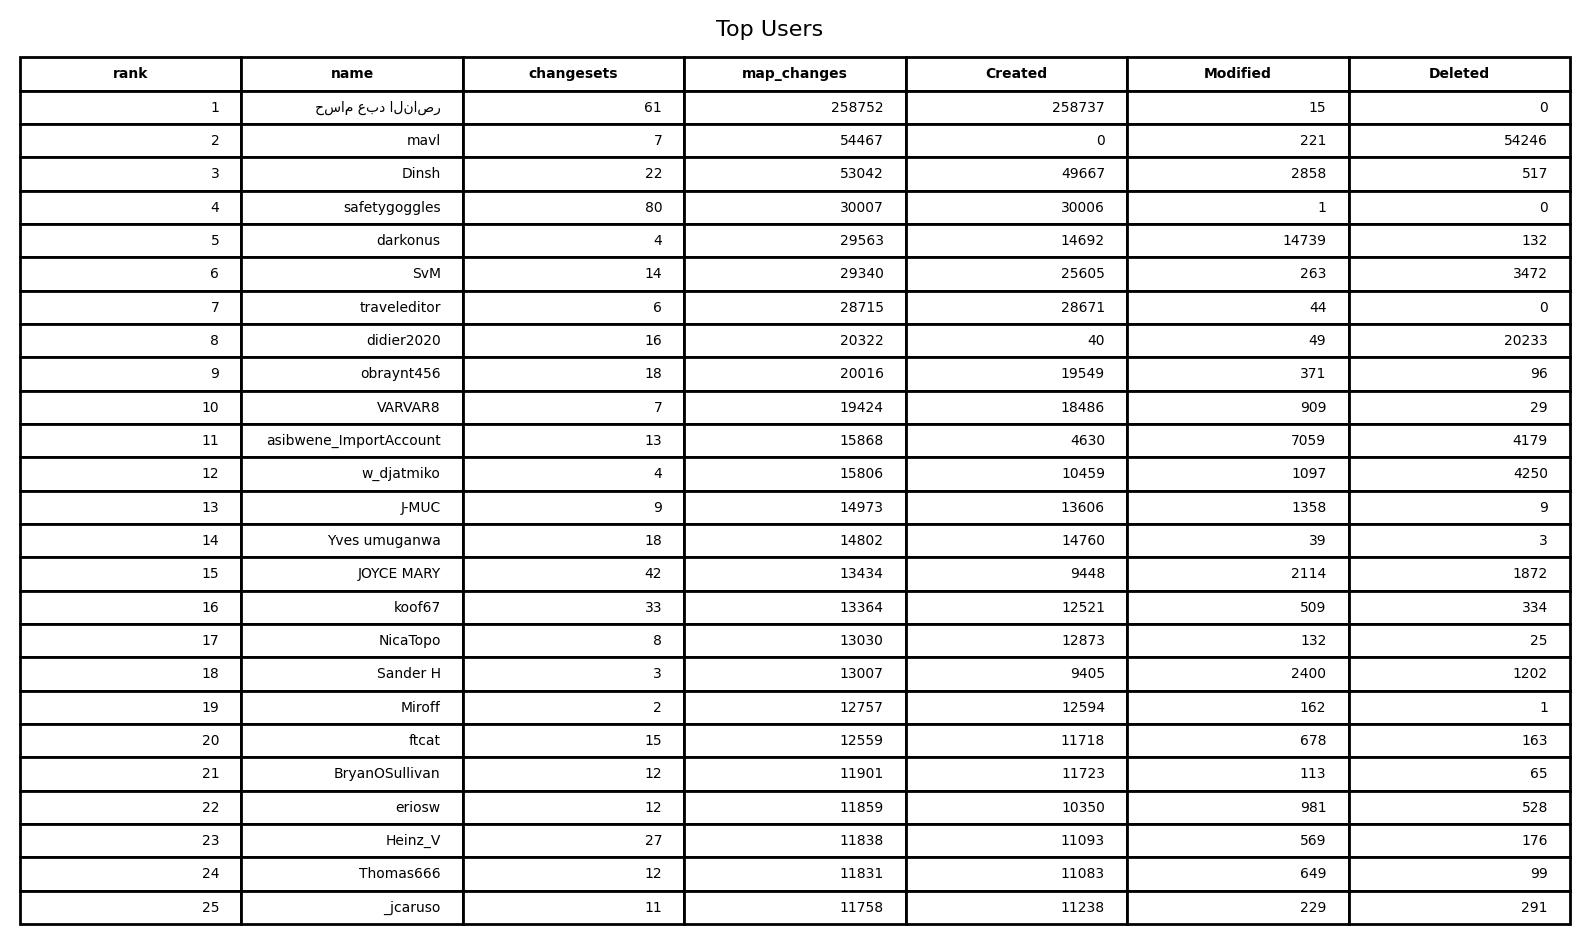 Top Users
rank name changesets map_changes Created Modified Deleted
1 حسام عبد الناصر 61 258752 258737 15 0
2 mavl 7 54467 0 221 54246
3 Dinsh 22 53042 49667 2858 517
4 safetygoggles 80 30007 30006 1 0
5 darkonus 4 29563 14692 14739 132
6 SvM 14 29340 25605 263 3472
7 traveleditor 6 28715 28671 44 0
8 didier2020 16 20322 40 49 20233
9 obraynt456 18 20016 19549 371 96
10 VARVAR8 7 19424 18486 909 29
11 asibwene_ImportAccount 13 15868 4630 7059 4179
12 w_djatmiko 4 15806 10459 1097 4250
13 J-MUC 9 14973 13606 1358 9
14 Yves umuganwa 18 14802 14760 39 3
15 JOYCE MARY 42 13434 9448 2114 1872
16 koof67 33 13364 12521 509 334
17 NicaTopo 8 13030 12873 132 25
18 Sander H 3 13007 9405 2400 1202
19 Miroff 2 12757 12594 162 1
20 ftcat 15 12559 11718 678 163
21 BryanOSullivan 12 11901 11723 113 65
22 eriosw 12 11859 10350 981 528
23 Heinz_V 27 11838 11093 569 176
24 Thomas666 12 11831 11083 649 99
25 _jcaruso 11 11758 11238 229 291